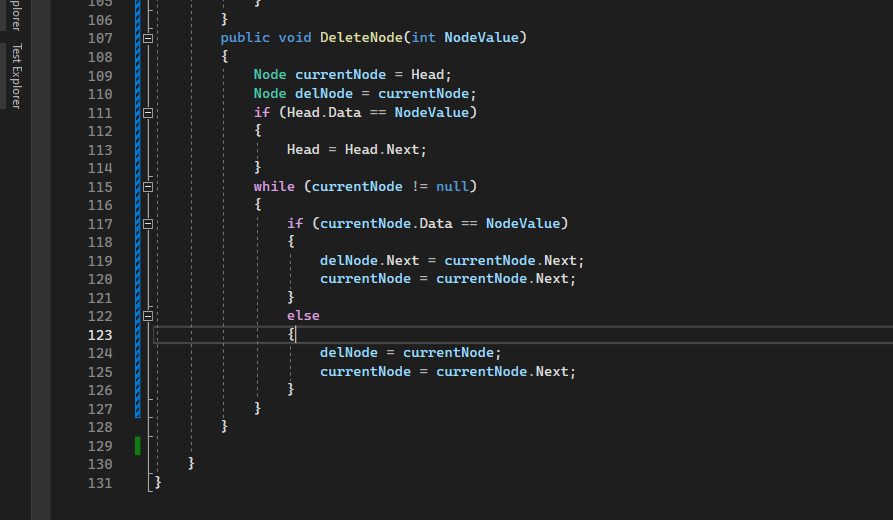 plorer
Test Explorer
105 }
106 }
107 public void DeleteNode(int NodeValue)
108 {
109 Node currentNode = Head;
110 Node delNode = currentNode;
111 if (Head.Data == NodeValue)
112 {
113 Head = Head.Next;
114 }
115 while (currentNode != null)
116 {
117 if (currentNode.Data == NodeValue)
118 {
119 delNode.Next = currentNode.Next;
120 currentNode = currentNode.Next;
121 }
122 else
123 {
124 delNode = currentNode;
125 currentNode = currentNode.Next;
126 }
127 }
128 }
129
130 }
131 }